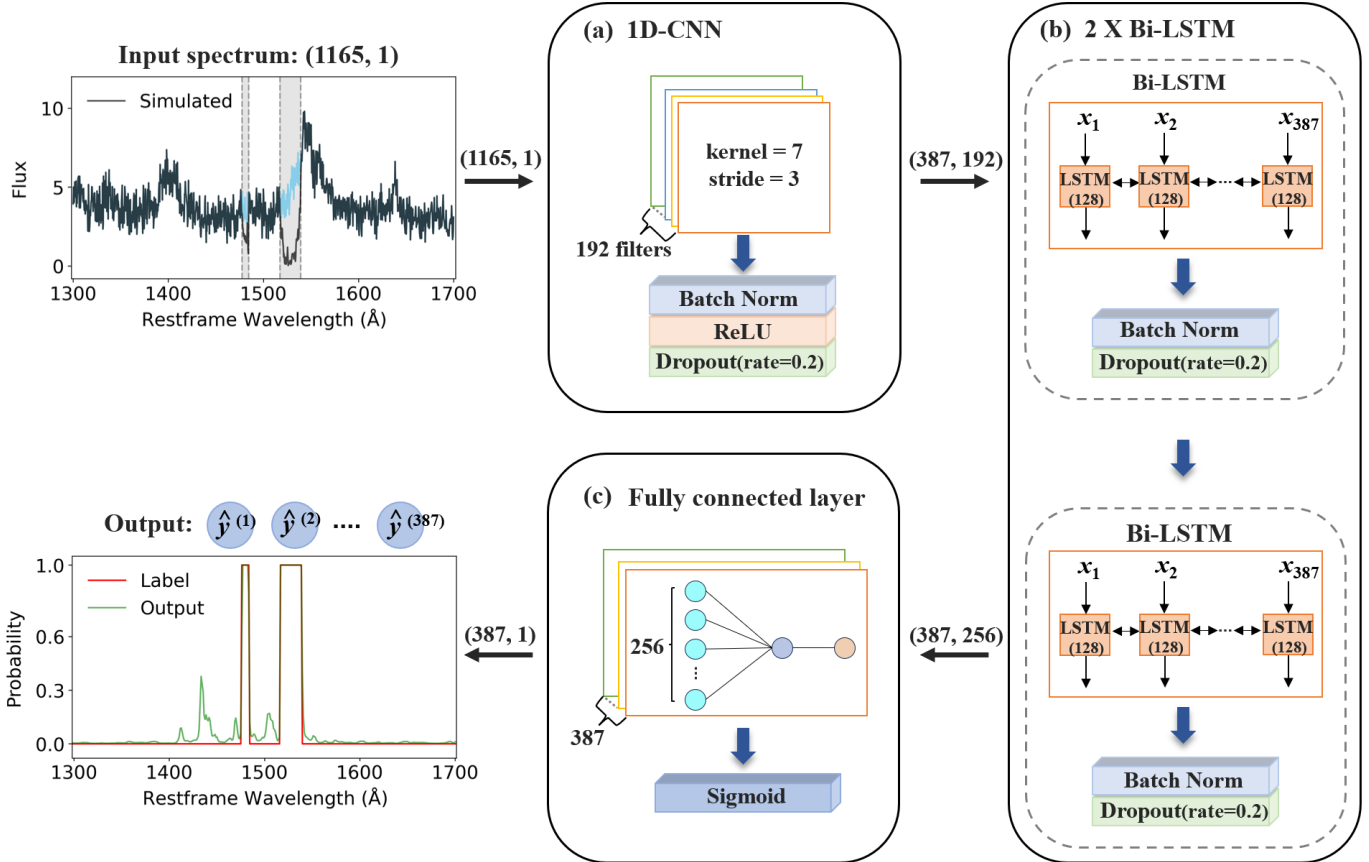 Input spectrum: (1165, 1)
Simulated
10
5
0
Flux
1300 1400 1500 1600 1700
Restframe Wavelength (Å)
(1165, 1)
(a) 1D-CNN
kernel = 7
stride = 3
192 filters
Batch Norm
ReLU
Dropout(rate=0.2)
(387, 192)
(b) 2 X Bi-LSTM
Bi-LSTM
x1 x2 x387
LSTM LSTM ... LSTM
(128) (128) (128)
Batch Norm
Dropout(rate=0.2)
Bi-LSTM
x1 x2 x387
LSTM LSTM ... LSTM
(128) (128) (128)
Batch Norm
Dropout(rate=0.2)
(387, 256)
(c) Fully connected layer
256
...
387
Sigmoid
(387, 1)
Output: ŷ(1) ŷ(2) .... ŷ(387)
Label
Output
1.0
0.6
0.3
0.0
Probability
1300 1400 1500 1600 1700
Restframe Wavelength (Å)